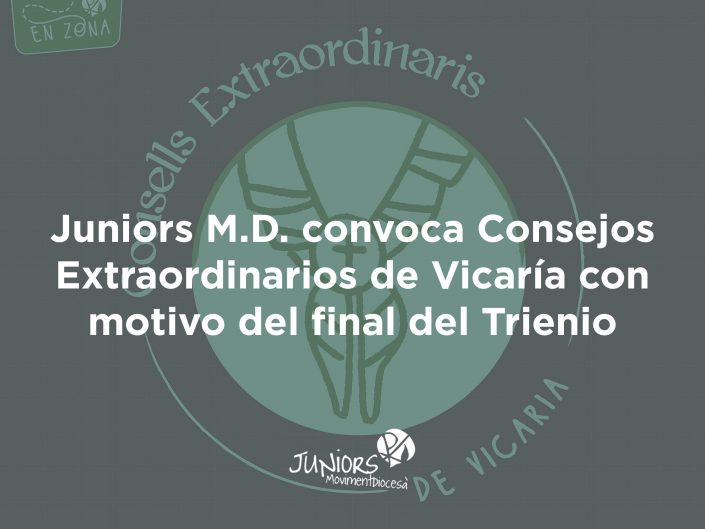 EN ZONA
Consells Extraordinaris
Juniors M.D. convoca Consejos
Extraordinarios de Vicaría con
motivo del final del Trienio
JUNIORS
MOVIMENT DIOCESÀ
DE VICARIA